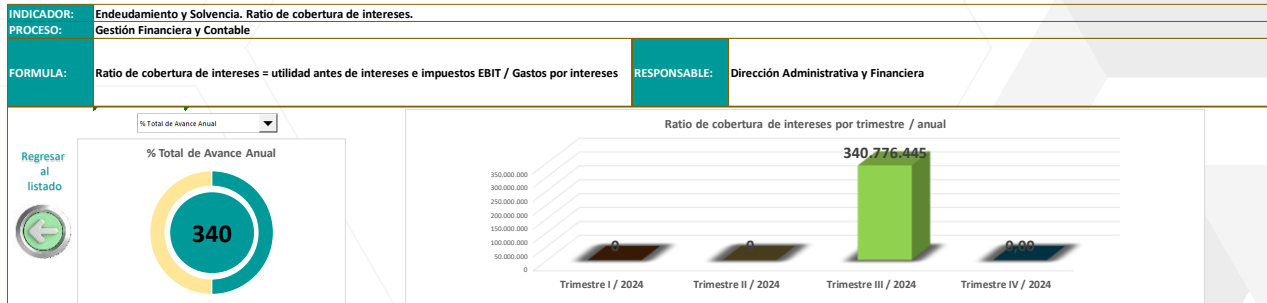 INDICADOR: Endeudamiento y Solvencia. Ratio de cobertura de intereses.
PROCESO: Gestión Financiera y Contable
FORMULA: Ratio de cobertura de intereses = utilidad antes de intereses e impuestos EBIT / Gastos por intereses RESPONSABLE: Dirección Administrativa y Financiera
% Total de Avance Anual
Regresar
al
listado
% Total de Avance Anual
340
Ratio de cobertura de intereses por trimestre / anual
350.000.000
300.000.000
250.000.000
200.000.000
150.000.000
100.000.000
50.000.000
0
0
0
340.776.445
0,00
Trimestre I / 2024
Trimestre II / 2024
Trimestre III / 2024
Trimestre IV / 2024